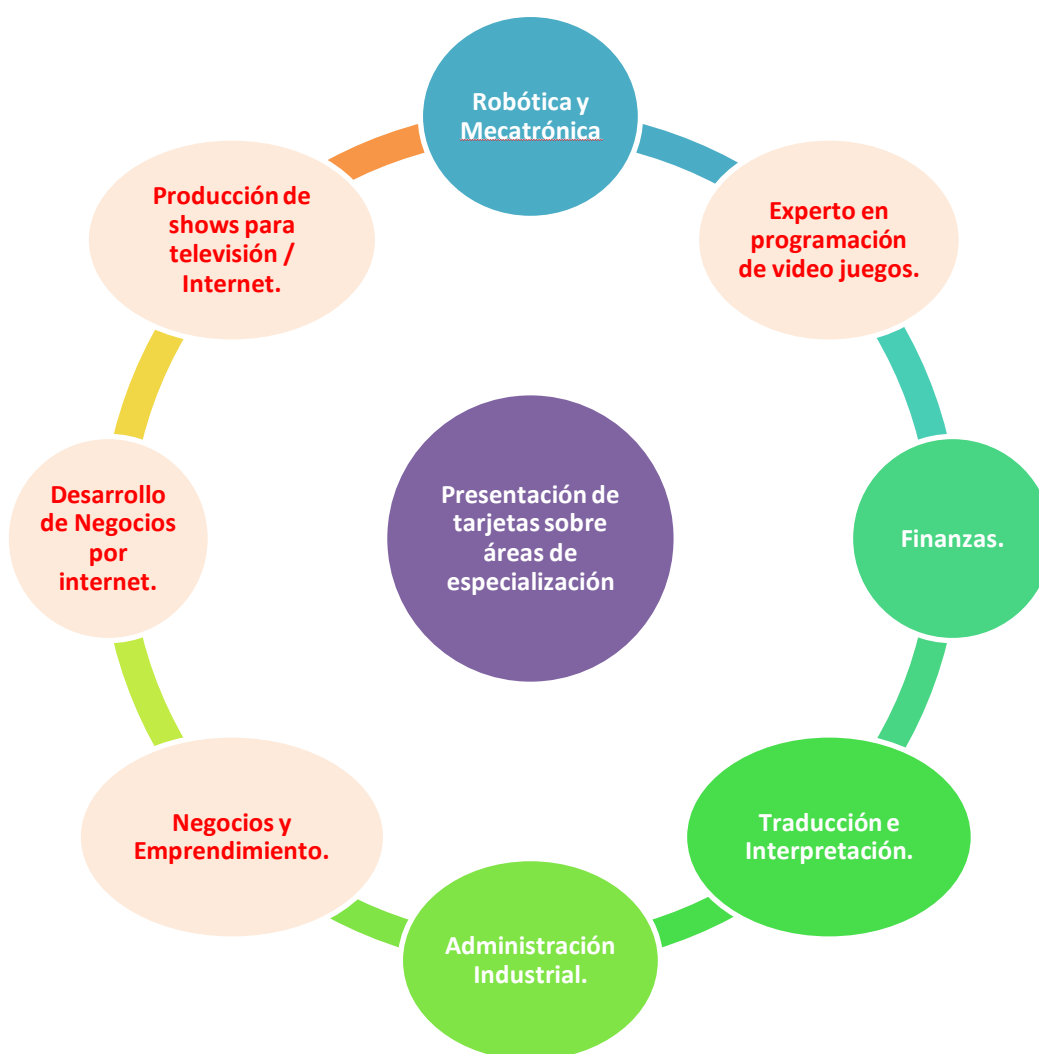 Robótica y
Mecatrónica
Experto en
programación
de video juegos.
Finanzas.
Traducción e
Interpretación.
Administración
Industrial.
Negocios y
Emprendimiento.
Desarrollo
de Negocios
por
internet.
Producción de
shows para
televisión /
Internet.
Presentación de
tarjetas sobre
áreas de
especialización